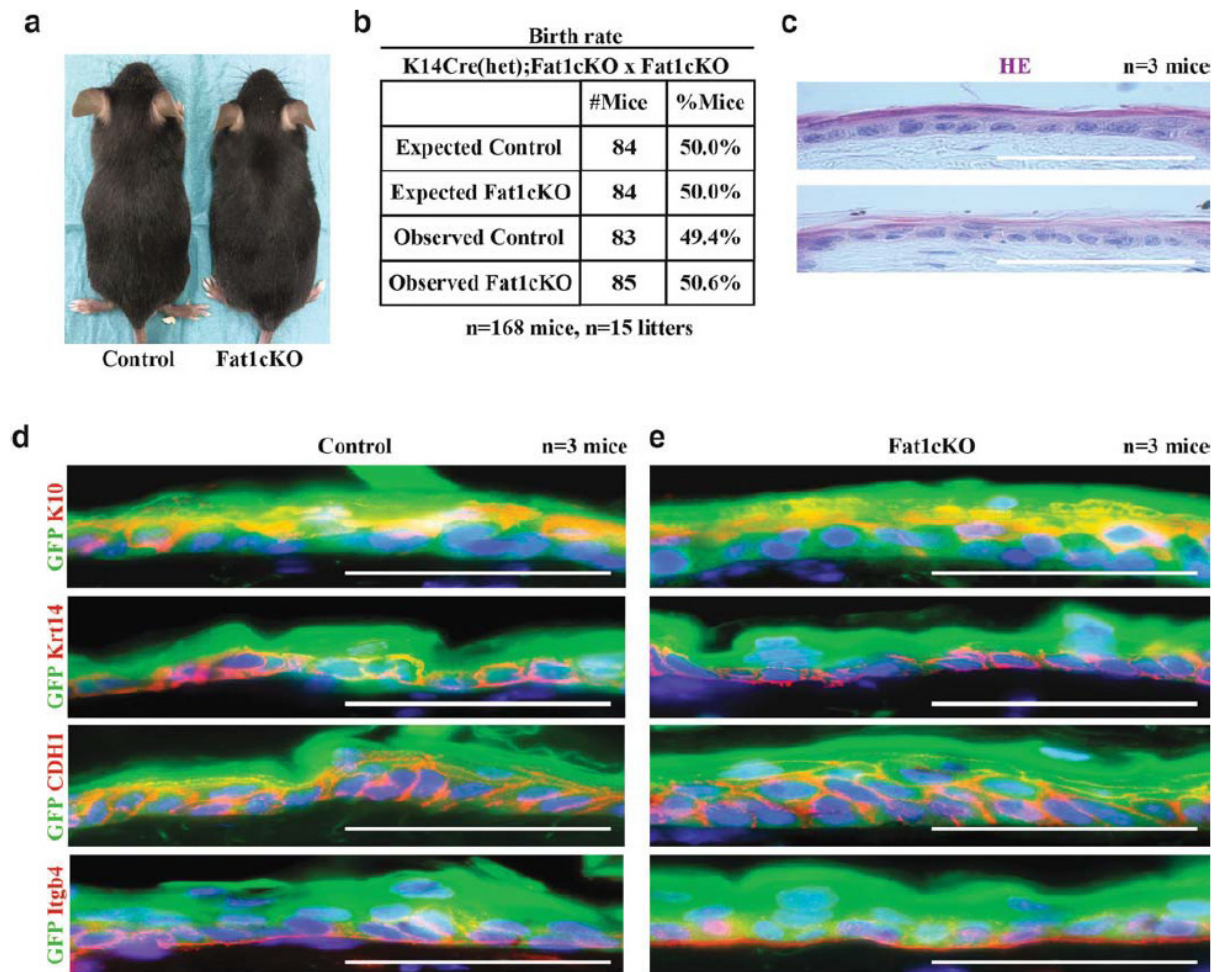 a
Control Fat1cKO
b
Birth rate
K14Cre(het);Fat1cKO x Fat1cKO
#Mice %Mice
Expected Control 84 50.0%
Expected Fat1cKO 84 50.0%
Observed Control 83 49.4%
Observed Fat1cKO 85 50.6%
n=168 mice, n=15 litters
c
HE n=3 mice
d
Control n=3 mice
GFP K10
GFP Krt14
GFP CDH1
GFP Itgb4
e
Fat1cKO n=3 mice